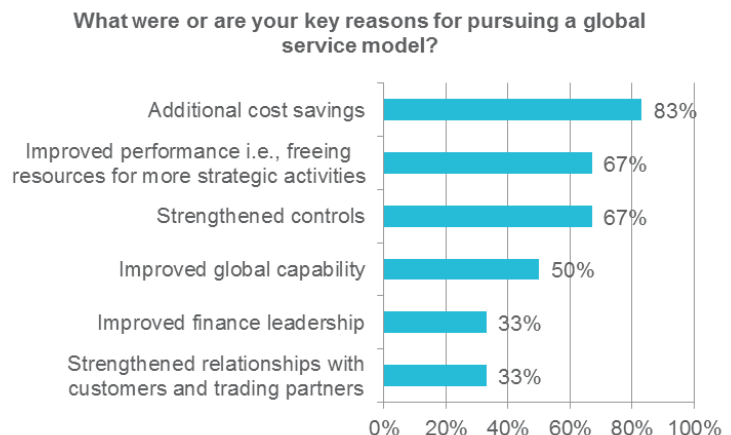 What were or are your key reasons for pursuing a global
service model?
Additional cost savings
83%
Improved performance i.e., freeing
resources for more strategic activities
67%
Strengthened controls
67%
Improved global capability
50%
Improved finance leadership
33%
Strengthened relationships with
customers and trading partners
33%
0% 20% 40% 60% 80% 100%